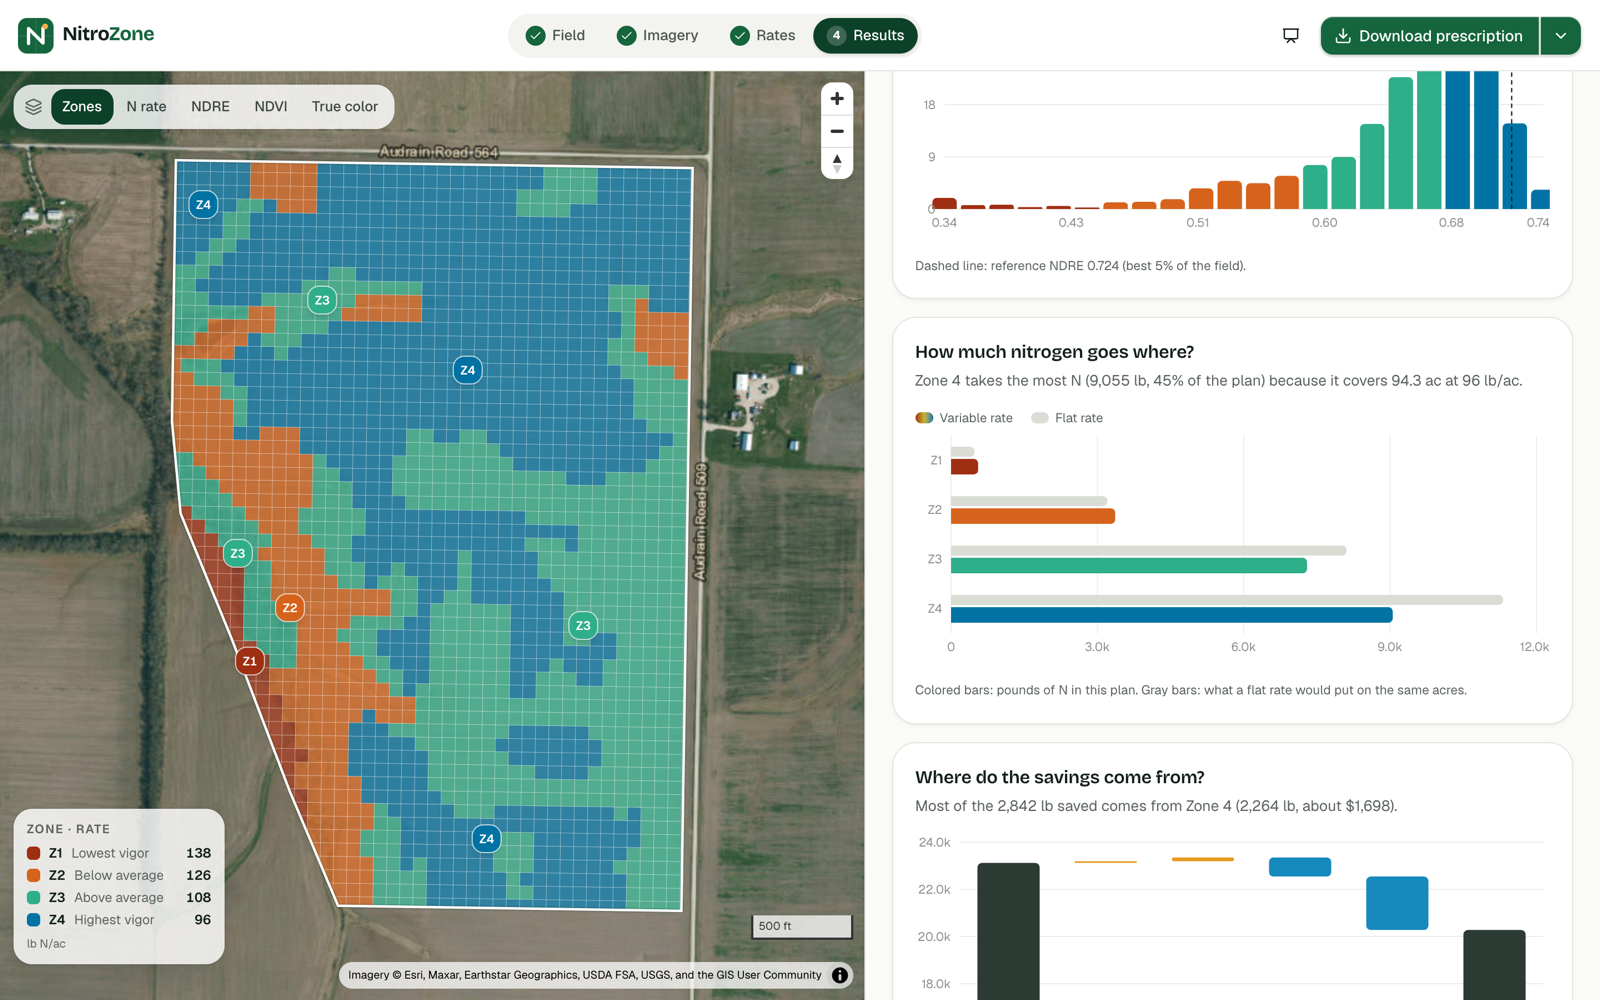 NitroZone
Field
Imagery
Rates
4 Results
Download prescription
Zones
N rate
NDRE
NDVI
True color
Audrain Road 564
Audrain Road 509
Z4
Z3
Z4
Z3
Z2
Z1
Z3
Z4
ZONE · RATE
Z1 Lowest vigor 138
Z2 Below average 126
Z3 Above average 108
Z4 Highest vigor 96
lb N/ac
500 ft
Imagery © Esri, Maxar, Earthstar Geographics, USDA FSA, USGS, and the GIS User Community
18
9
0
0.34 0.43 0.51 0.60 0.68 0.74
Dashed line: reference NDRE 0.724 (best 5% of the field).
How much nitrogen goes where?
Zone 4 takes the most N (9,055 lb, 45% of the plan) because it covers 94.3 ac at 96 lb/ac.
Variable rate Flat rate
Z1
Z2
Z3
Z4
0 3.0k 6.0k 9.0k 12.0k
Colored bars: pounds of N in this plan. Gray bars: what a flat rate would put on the same acres.
Where do the savings come from?
Most of the 2,842 lb saved comes from Zone 4 (2,264 lb, about $1,698).
24.0k
22.0k
20.0k
18.0k